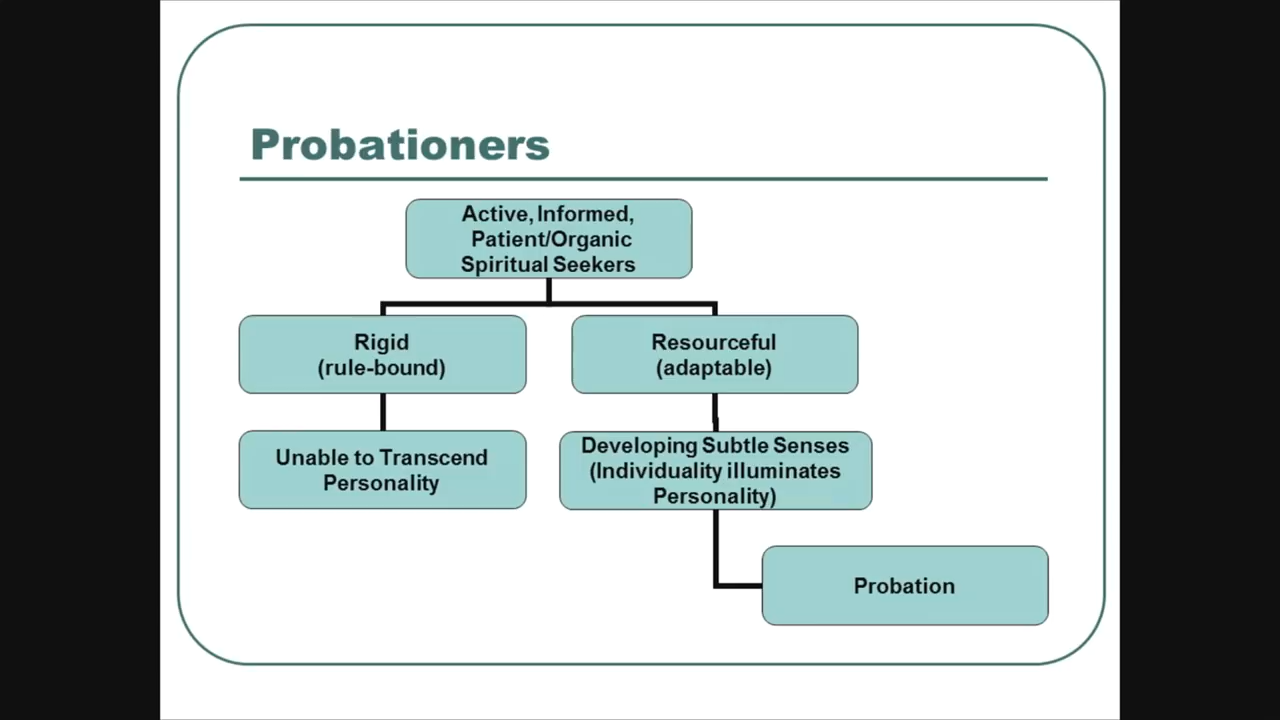 Probationers
Active, Informed,
Patient/Organic
Spiritual Seekers
Rigid
(rule-bound)
Resourceful
(adaptable)
Unable to Transcend
Personality
Developing Subtle Senses
(Individuality illuminates
Personality)
Probation